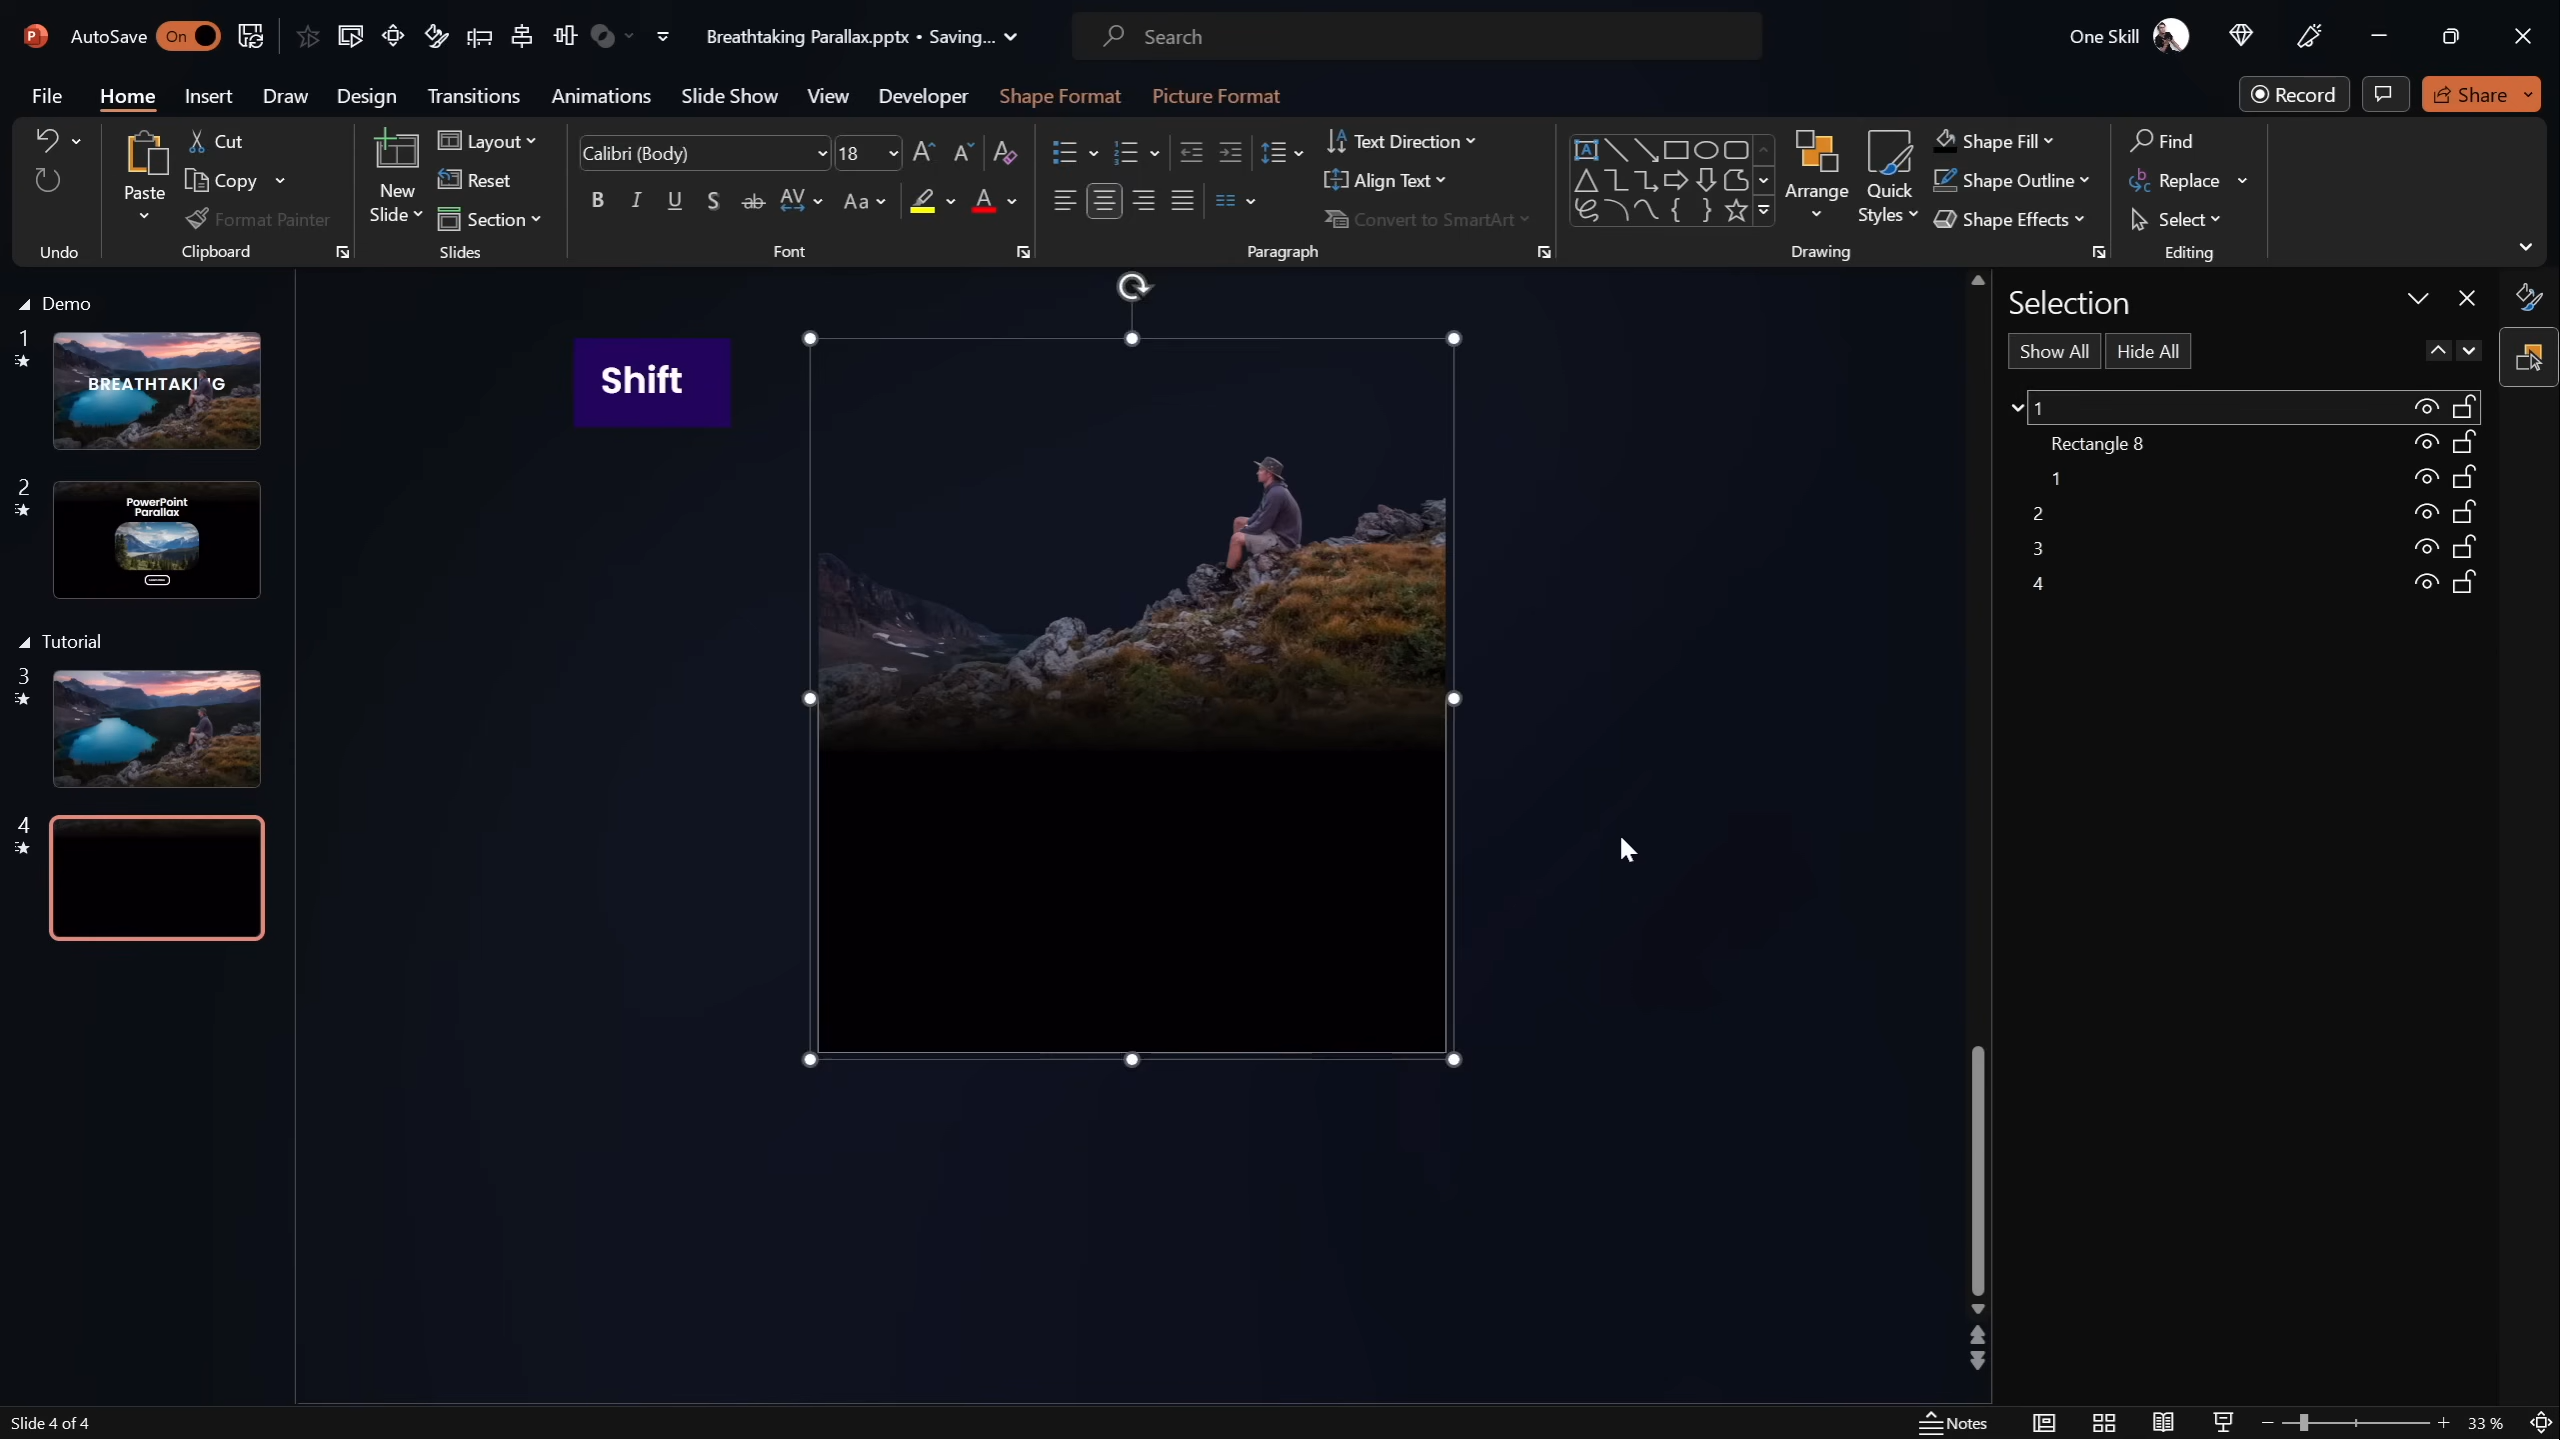 AutoSave On Breathtaking Parallax.pptx • Saving... Search One Skill
File Home Insert Draw Design Transitions Animations Slide Show View Developer Shape Format Picture Format Record Share
Undo
Paste
Cut
Copy
Format Painter
Clipboard
New
Slide
Layout
Reset
Section
Slides
Calibri (Body) 18
B I U S ab AV Aa A
Font
Text Direction
Align Text
Convert to SmartArt
Paragraph
Arrange
Quick
Styles
Shape Fill
Shape Outline
Shape Effects
Drawing
Find
Replace
Select
Editing
Demo
1
BREATHTAKING
2
PowerPoint
Parallax
Tutorial
3
4
Shift
Selection
Show All Hide All
1
Rectangle 8
1
2
3
4
Slide 4 of 4 Notes 33 %